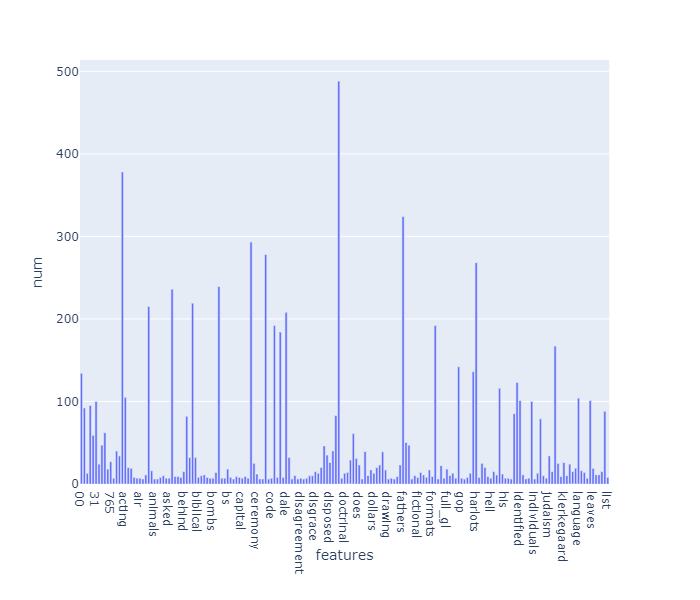 500
400
300
200
100
0
num
00
31
765
acting
air
animals
asked
behind
biblical
bombs
bs
capital
ceremony
code
dale
disagreement
disgrace
disposed
doctrinal
does
dollars
drawing
fathers
fictional
formats
full_gl
gop
harlots
hell
his
identified
individuals
judaism
kierkegaard
language
leaves
list
features